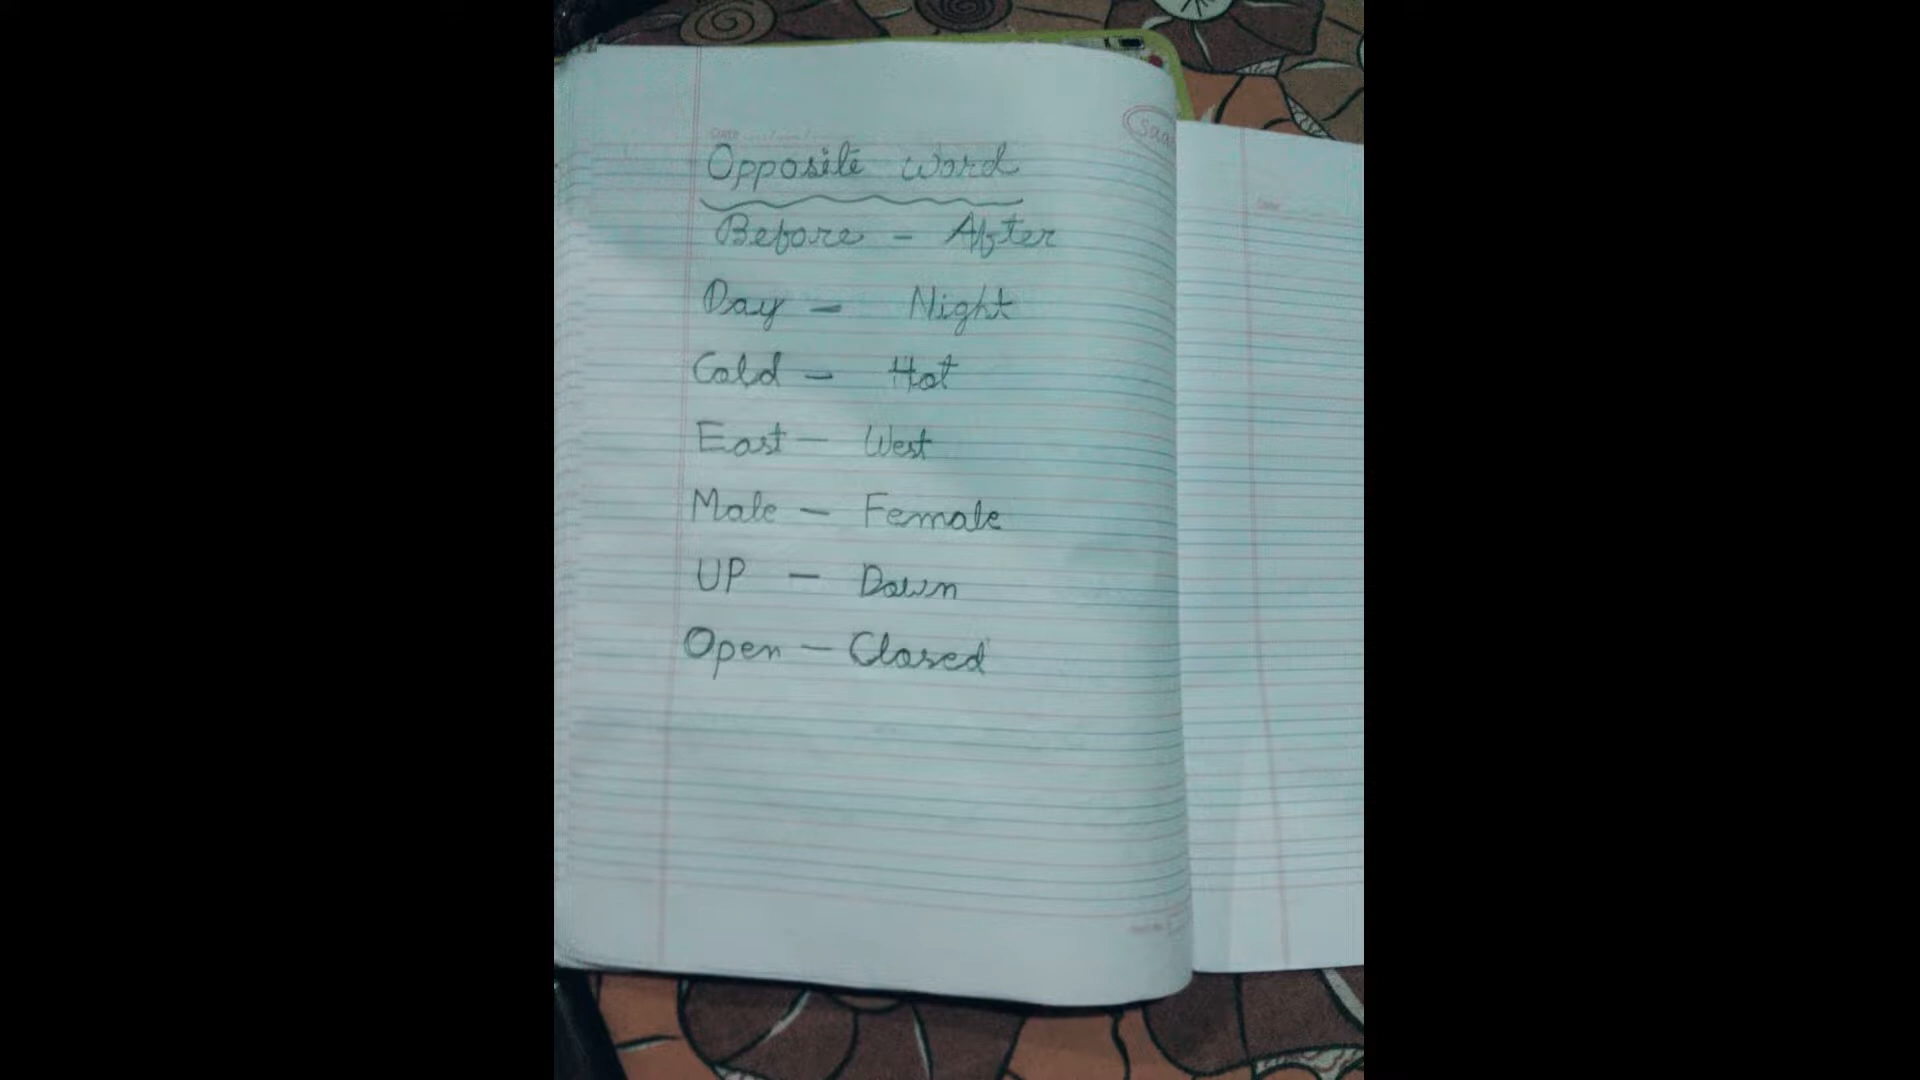 Opposite word
Before - After
Day - Night
Cold - Hot
East - West
Male - Female
UP - Down
Open - Closed